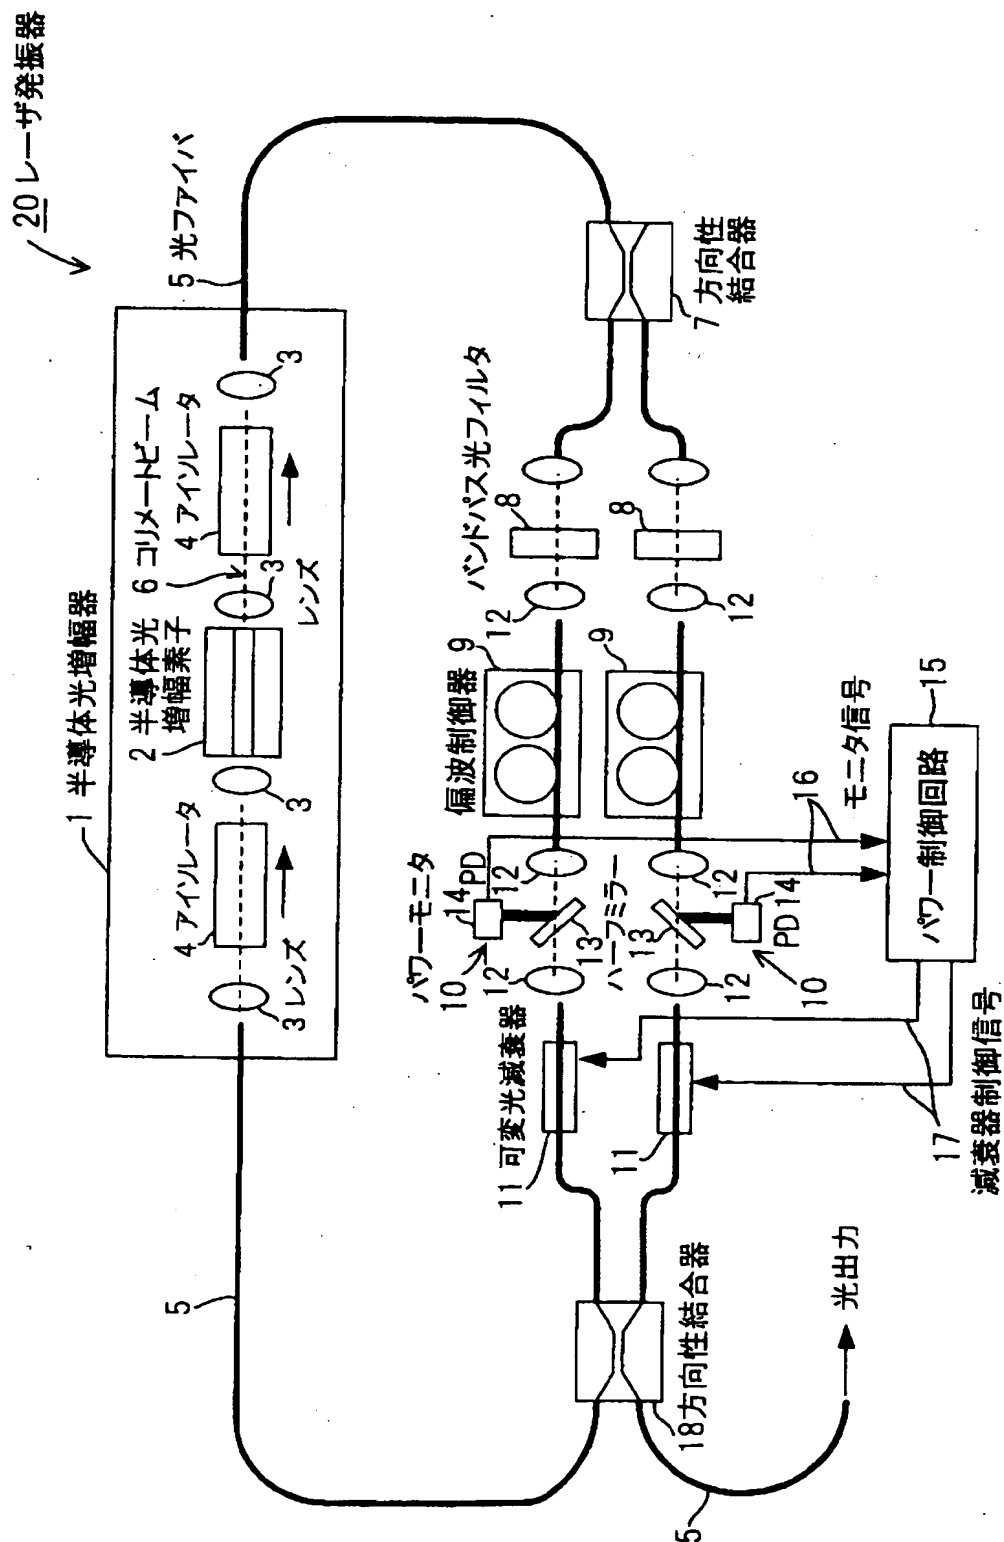 20 レーザ発振器
1 半導体光増幅器
2 半導体光
増幅素子
6 コリメートビーム
4 アイソレータ
4 アイソレータ
3 レンズ
3
3
レンズ
3
5 光ファイバ
5
7 方向性
結合器
バンドパス光フィルタ
8
8
12
12
偏波制御器
9
9
パワーモニタ
10
14 PD
12
12
13
ハーフミラー
13
12
12
PD 14
10
11 可変光減衰器
11
モニタ信号
16
15
パワー制御回路
17
減衰器制御信号
18方向性結合器
5
光出力